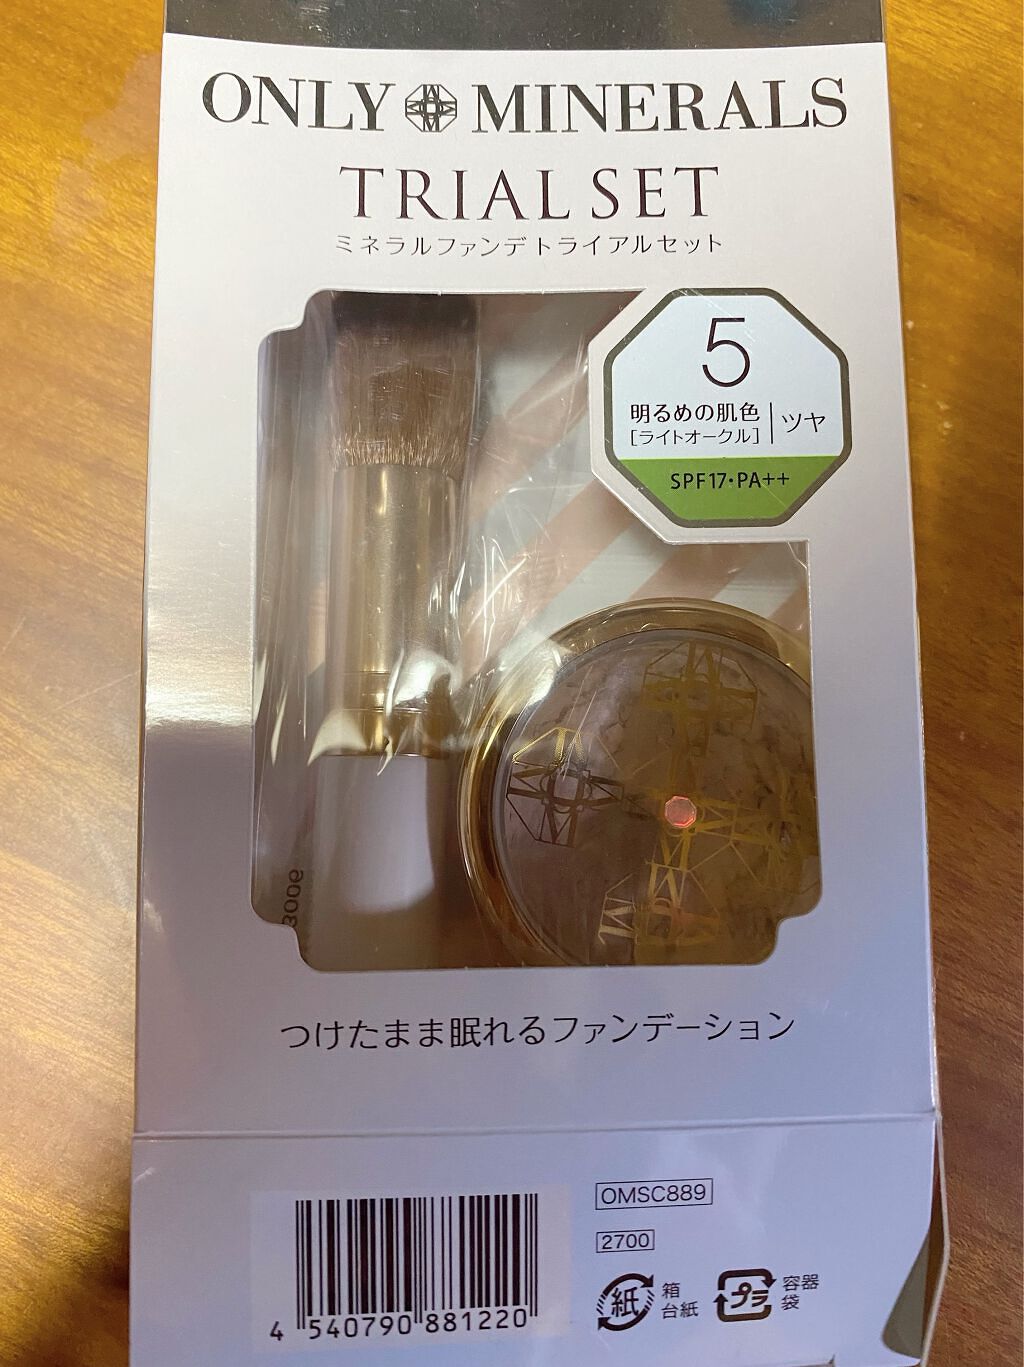 ONLY MINERALS
TRIAL SET
ミネラルファンデ トライアルセット
5
明るめの肌色
[ライトオークル]
ツヤ
SPF17・PA++
つけたまま眠れるファンデーション
OMSC889
2700
紙
箱
台紙
プラ
容器
袋
4 540790 881220